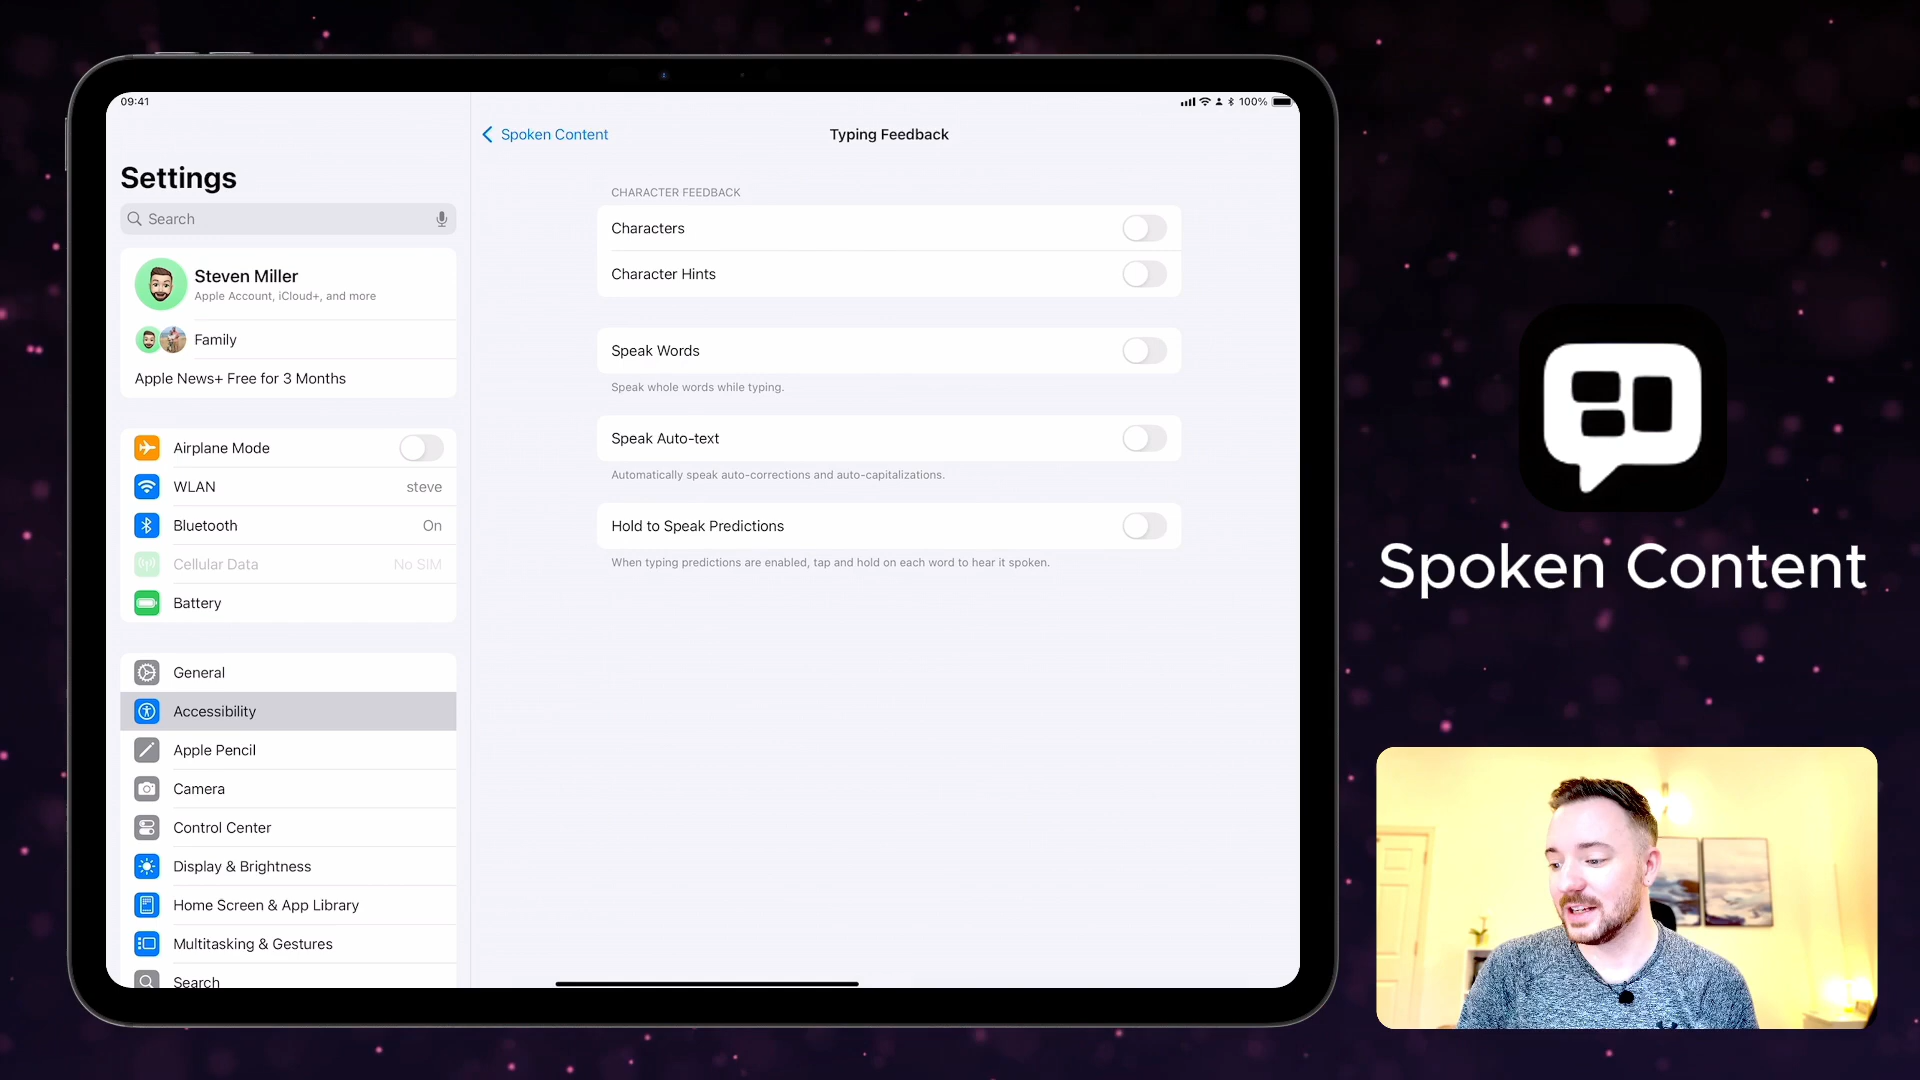 09:41
100%
Settings
Search
Steven Miller
Apple Account, iCloud+, and more
Family
Apple News+ Free for 3 Months
Airplane Mode
WLAN steve
Bluetooth On
Cellular Data No SIM
Battery
General
Accessibility
Apple Pencil
Camera
Control Center
Display & Brightness
Home Screen & App Library
Multitasking & Gestures
Search
Spoken Content
Typing Feedback
CHARACTER FEEDBACK
Characters
Character Hints
Speak Words
Speak whole words while typing.
Speak Auto-text
Automatically speak auto-corrections and auto-capitalizations.
Hold to Speak Predictions
When typing predictions are enabled, tap and hold on each word to hear it spoken.
Spoken Content